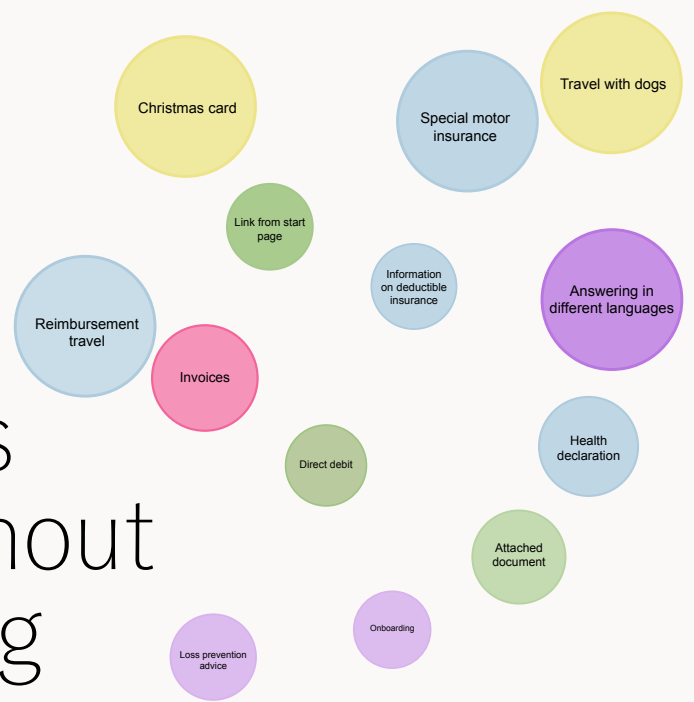 Travel with dogs
Christmas card
Special motor
insurance
Link from start
page
Information
on deductible
insurance
Answering in
different languages
Reimbursement
travel
Invoices
s
Health
declaration
Direct debit
nout
Attached
document
g
Onboarding
Loss prevention
advice